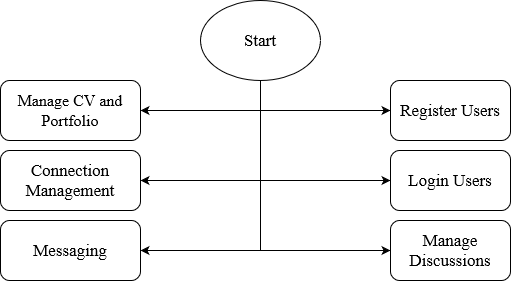 Start
Manage CV and
Portfolio
Register Users
Connection
Management
Login Users
Messaging
Manage
Discussions